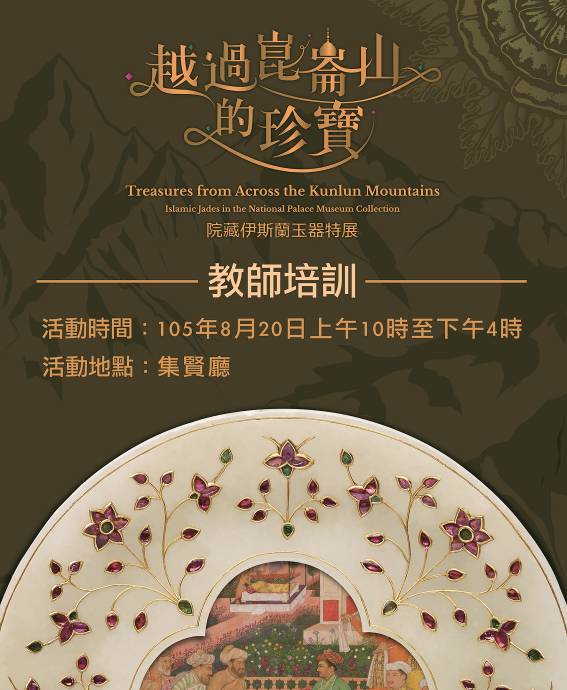 越過崑崙山
的珍寶
Treasures from Across the Kunlun Mountains
Islamic Jades in the National Palace Museum Collection
院藏伊斯蘭玉器特展
教師培訓
活動時間：105年8月20日上午10時至下午4時
活動地點：集賢廳